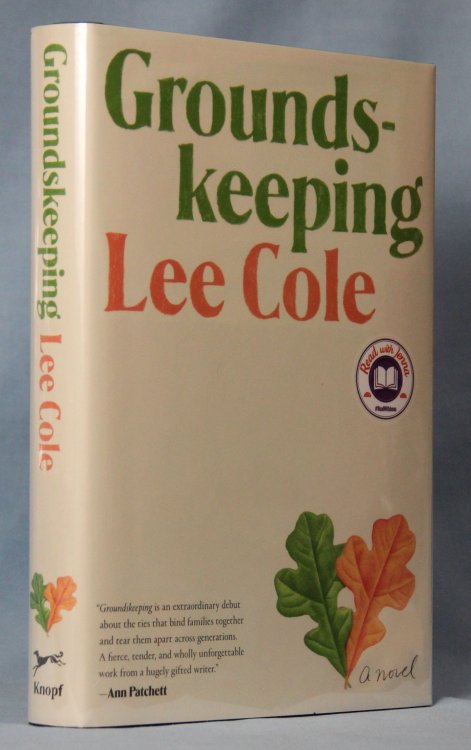 Groundskeeping Lee Cole
Knopf
Grounds-
keeping
Lee Cole
Read with Jenna
"Groundskeeping is an extraordinary debut
about the ties that bind families together
and tear them apart across generations.
A fierce, tender, and wholly unforgettable
work from a hugely gifted writer."
—Ann Patchett
a novel